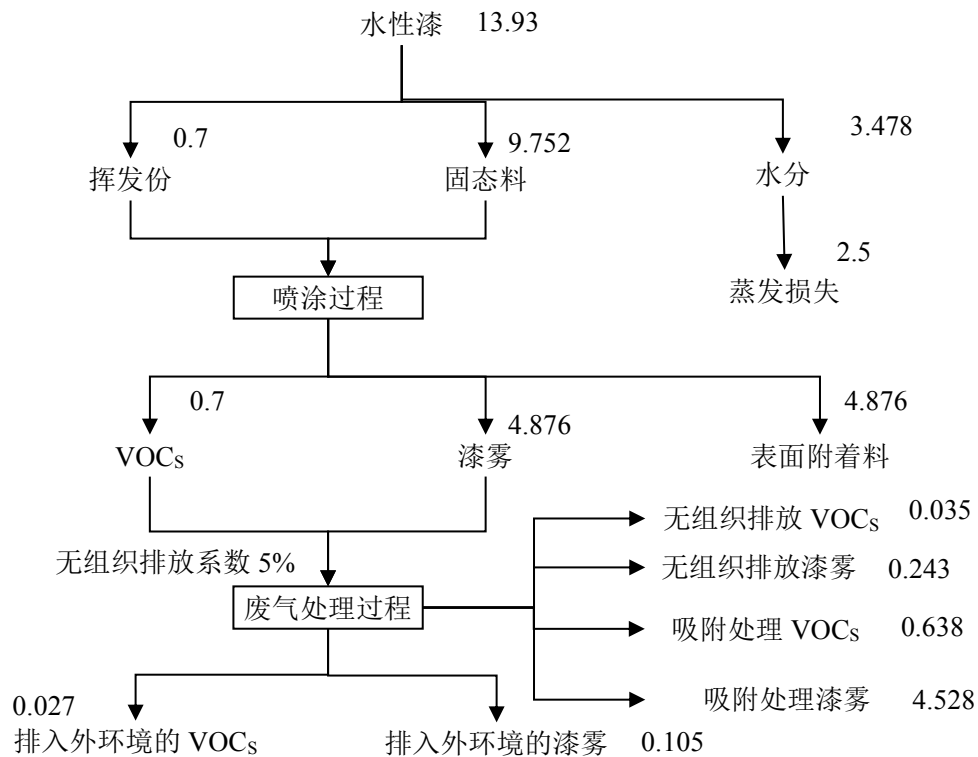 水性漆 13.93
0.7
9.752
3.478
挥发份
固态料
水分
2.5
蒸发损失
喷涂过程
0.7
4.876
4.876
VOCS
漆雾
表面附着料
无组织排放 VOCS 0.035
无组织排放系数 5%
无组织排放漆雾 0.243
废气处理过程
吸附处理 VOCS 0.638
吸附处理漆雾 4.528
0.027
排入外环境的 VOCS
排入外环境的漆雾 0.105